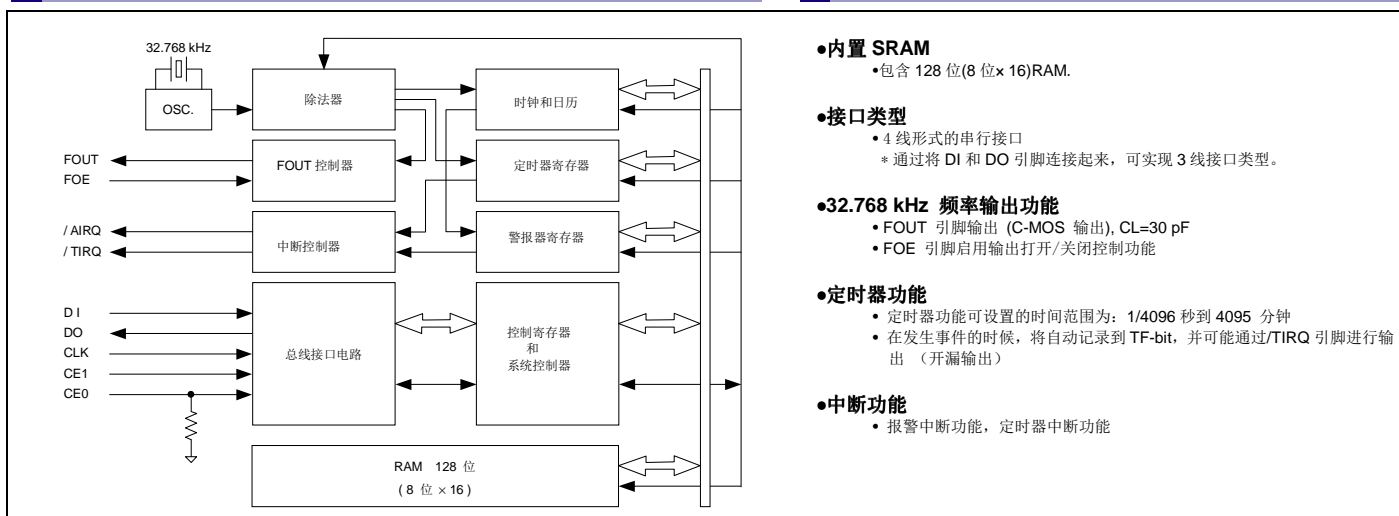 32.768 kHz
OSC.
除法器
时钟和日历
FOUT
FOE
FOUT 控制器
定时器寄存器
/ AIRQ
/ TIRQ
中断控制器
警报器寄存器
D I
DO
CLK
CE1
CE0
总线接口电路
控制寄存器
和
系统控制器
RAM 128 位
( 8 位 × 16 )
●内置 SRAM
•包含 128 位(8 位× 16)RAM.
●接口类型
• 4 线形式的串行接口
* 通过将 DI 和 DO 引脚连接起来，可实现 3 线接口类型。
●32.768 kHz 频率输出功能
• FOUT 引脚输出 (C-MOS 输出), CL=30 pF
• FOE 引脚启用输出打开/关闭控制功能
●定时器功能
• 定时器功能可设置的时间范围为：1/4096 秒到 4095 分钟
• 在发生事件的时候，将自动记录到 TF-bit，并可能通过/TIRQ 引脚进行输
出 （开漏输出）
●中断功能
• 报警中断功能，定时器中断功能